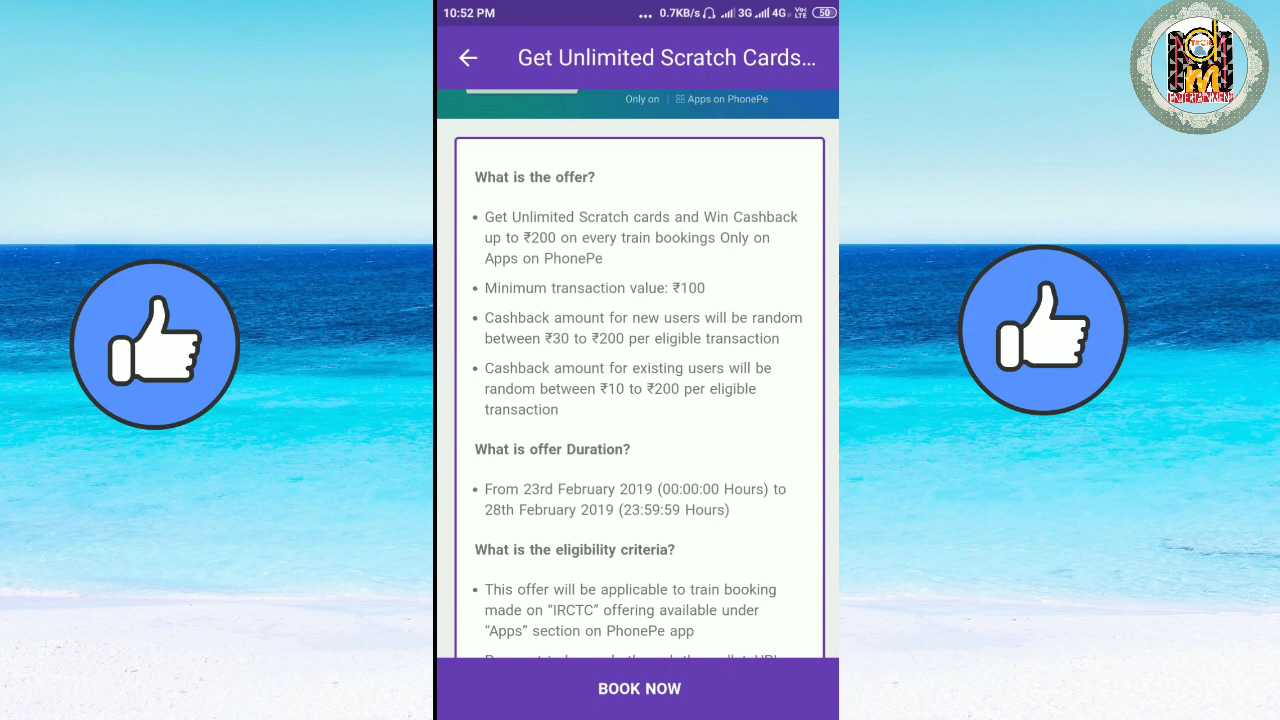 10:52 PM
... 0.7KB/s 3G 4G Vo) LTE 50
Get Unlimited Scratch Cards...
Only on | Apps on PhonePe
What is the offer?
• Get Unlimited Scratch cards and Win Cashback
up to ₹200 on every train bookings Only on
Apps on PhonePe
• Minimum transaction value: ₹100
• Cashback amount for new users will be random
between ₹30 to ₹200 per eligible transaction
• Cashback amount for existing users will be
random between ₹10 to ₹200 per eligible
transaction
What is offer Duration?
• From 23rd February 2019 (00:00:00 Hours) to
28th February 2019 (23:59:59 Hours)
What is the eligibility criteria?
• This offer will be applicable to train booking
made on “IRCTC” offering available under
“Apps” section on PhonePe app
BOOK NOW